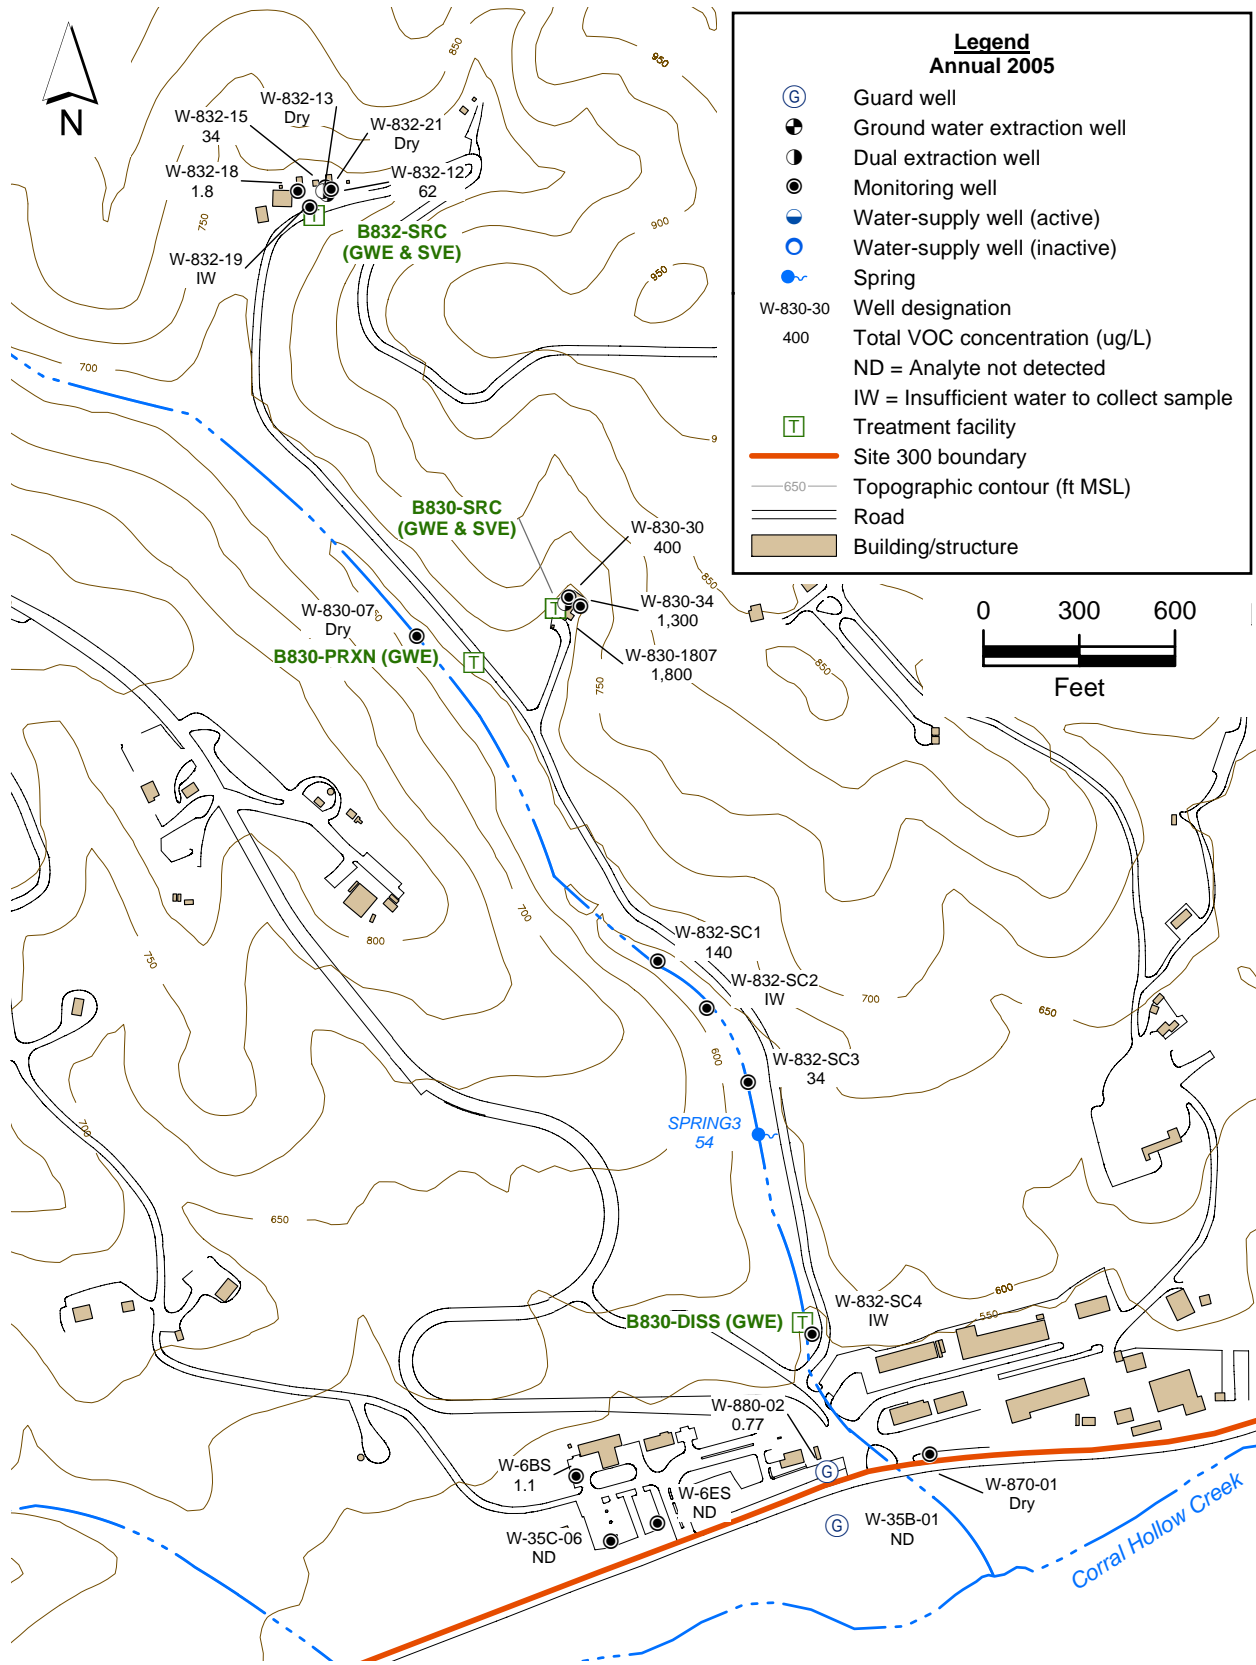 N
Legend
Annual 2005
G Guard well
Ground water extraction well
Dual extraction well
Monitoring well
Water-supply well (active)
Water-supply well (inactive)
Spring
W-830-30 Well designation
400 Total VOC concentration (ug/L)
ND = Analyte not detected
IW = Insufficient water to collect sample
T Treatment facility
Site 300 boundary
650 Topographic contour (ft MSL)
Road
Building/structure
0 300 600
Feet
850
950
W-832-13
Dry
W-832-15
34
W-832-21
Dry
W-832-18
1.8
W-832-12
62
750
T
B832-SRC
(GWE & SVE)
900
950
W-832-19
IW
700
9
B830-SRC
(GWE & SVE)
W-830-30
400
850
T
W-830-34
1,300
W-830-07
Dry
750
B830-PRXN (GWE)
T
W-830-1807
1,800
750
850
700
800
750
W-832-SC1
140
W-832-SC2
IW
700
650
600
W-832-SC3
34
SPRING3
54
700
650
600
550
W-832-SC4
IW
B830-DISS (GWE)
T
W-880-02
0.77
W-6BS
1.1
W-6ES
ND
G
W-870-01
Dry
W-35C-06
ND
G
W-35B-01
ND
Corral Hollow Creek